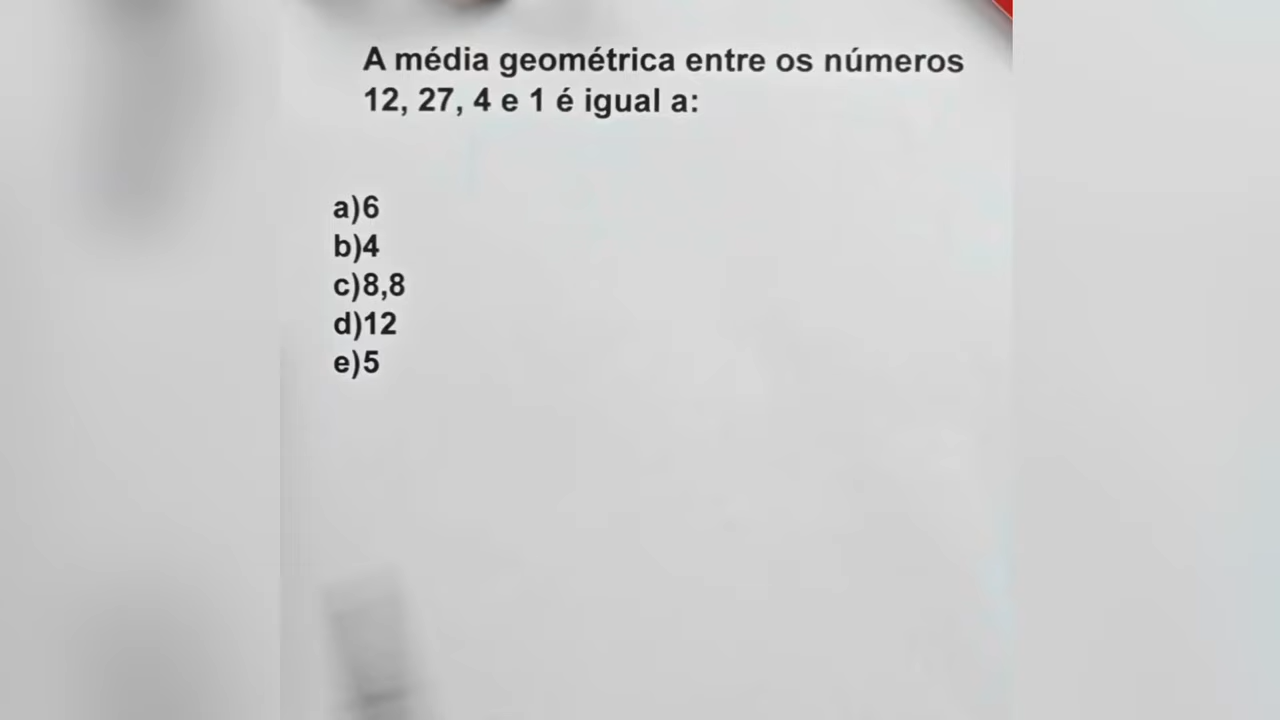 A média geométrica entre os números
12, 27, 4 e 1 é igual a:
a)6
b)4
c)8,8
d)12
e)5